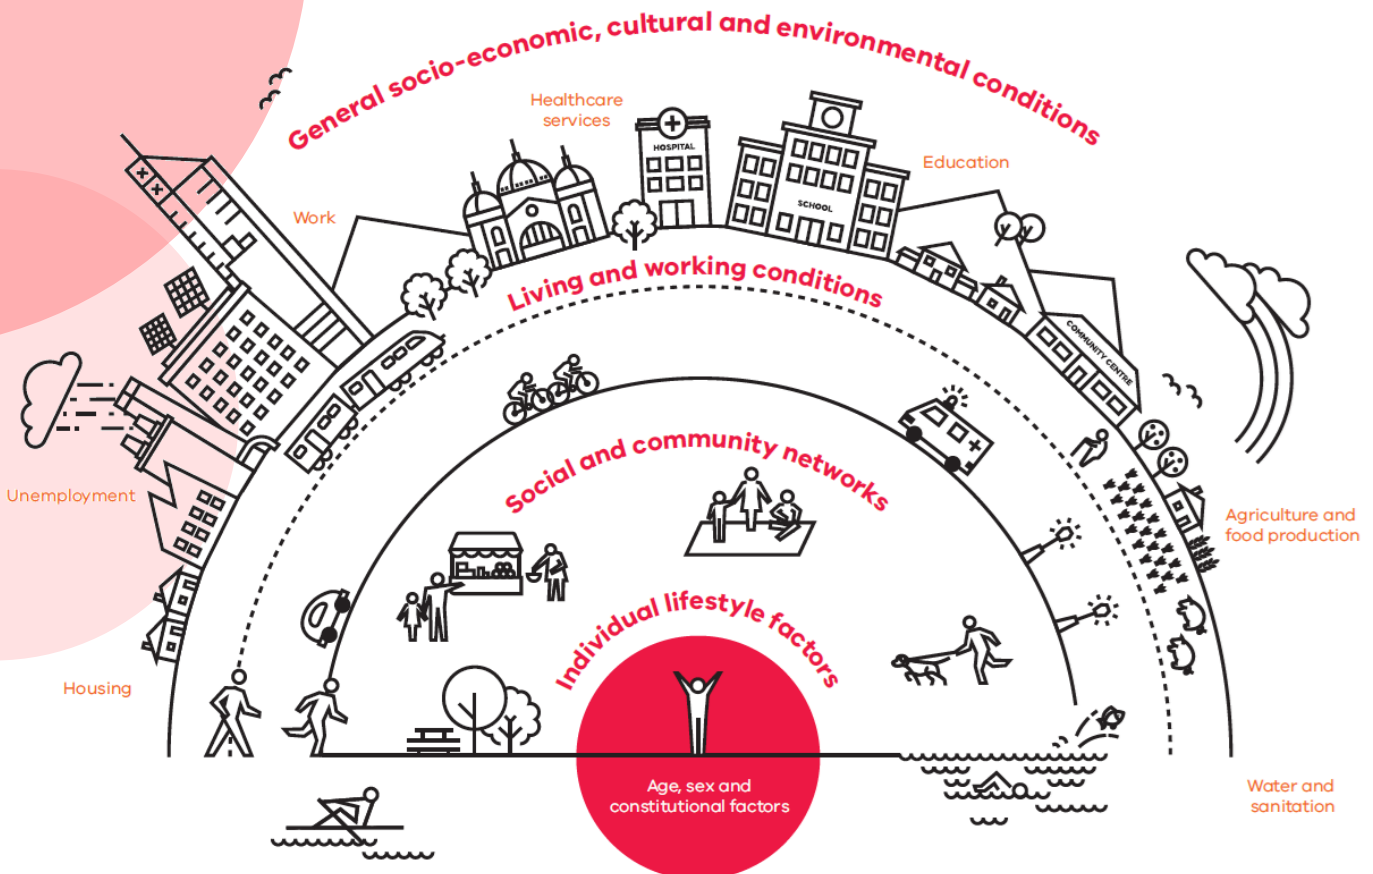 General socio-economic, cultural and environmental conditions
Healthcare
services
HOSPITAL
Education
SCHOOL
Work
Living and working conditions
COMMUNITY CENTRE
Social and community networks
Unemployment
Agriculture and
food production
Individual lifestyle factors
Housing
Age, sex and
constitutional factors
Water and
sanitation